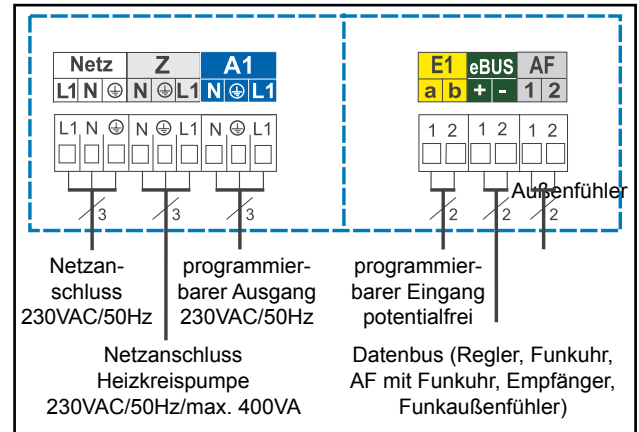 Netz Z A1 E1 eBUS AF
L1 N ⏚ N ⏚ L1 N ⏚ L1 a b + - 1 2
L1 N ⏚ N ⏚ L1 N ⏚ L1 1 2 1 2 1 2
Außenfühler
3 3 3 2 2 2
Netzan-
schluss
230VAC/50Hz
programmier-
barer Ausgang
230VAC/50Hz
programmier-
barer Eingang
potentialfrei
Netzanschluss
Heizkreispumpe
230VAC/50Hz/max. 400VA
Datenbus (Regler, Funkuhr,
AF mit Funkuhr, Empfänger,
Funkaußenfühler)